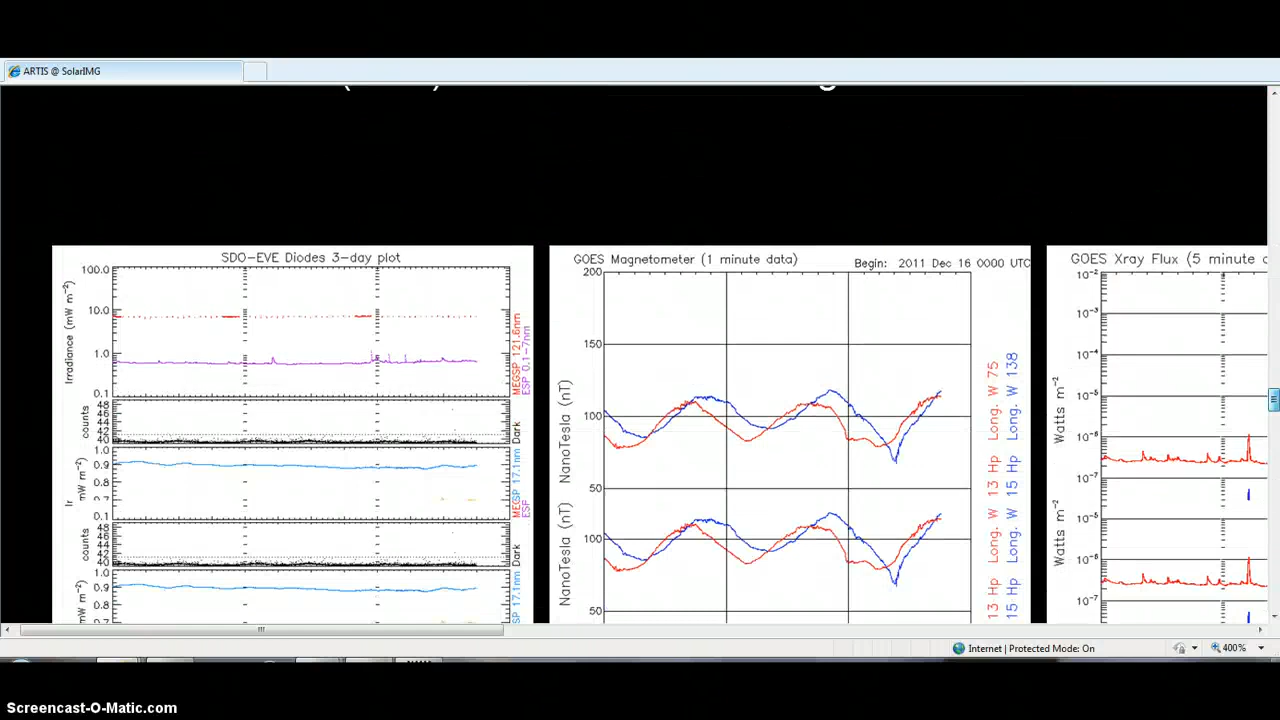 ARTIS @ SolarIMG
SDO-EVE Diodes 3-day plot
100.0
10.0
1.0
0.1
Irradiance (mW m⁻²)
MEGSP 121.6nm
ESP 0.1-7nm
48
46
44
42
40
counts
Dark
1.0
0.9
0.7
0.1
Ir mW m⁻²)
SP 17.1nm
ESP
48
46
44
42
40
counts
Dark
1.0
0.9
0.8
0.7
mW m⁻²)
SP 17.1nm
GOES Magnetometer (1 minute data)
Begin: 2011 Dec 16 0000 UTC
200
150
100
50
100
50
NanoTesla (nT)
NanoTesla (nT)
13 Hp Long. W 75
15 Hp Long. W 138
13 Hp Long. W
15 Hp Long. W
GOES Xray Flux (5 minute
10⁻²
10⁻³
10⁻⁴
10⁻⁵
10⁻⁶
10⁻⁷
10⁻⁵
10⁻⁶
10⁻⁷
Watts m⁻²
Watts m⁻²
Internet | Protected Mode: On
400%
Screencast-O-Matic.com